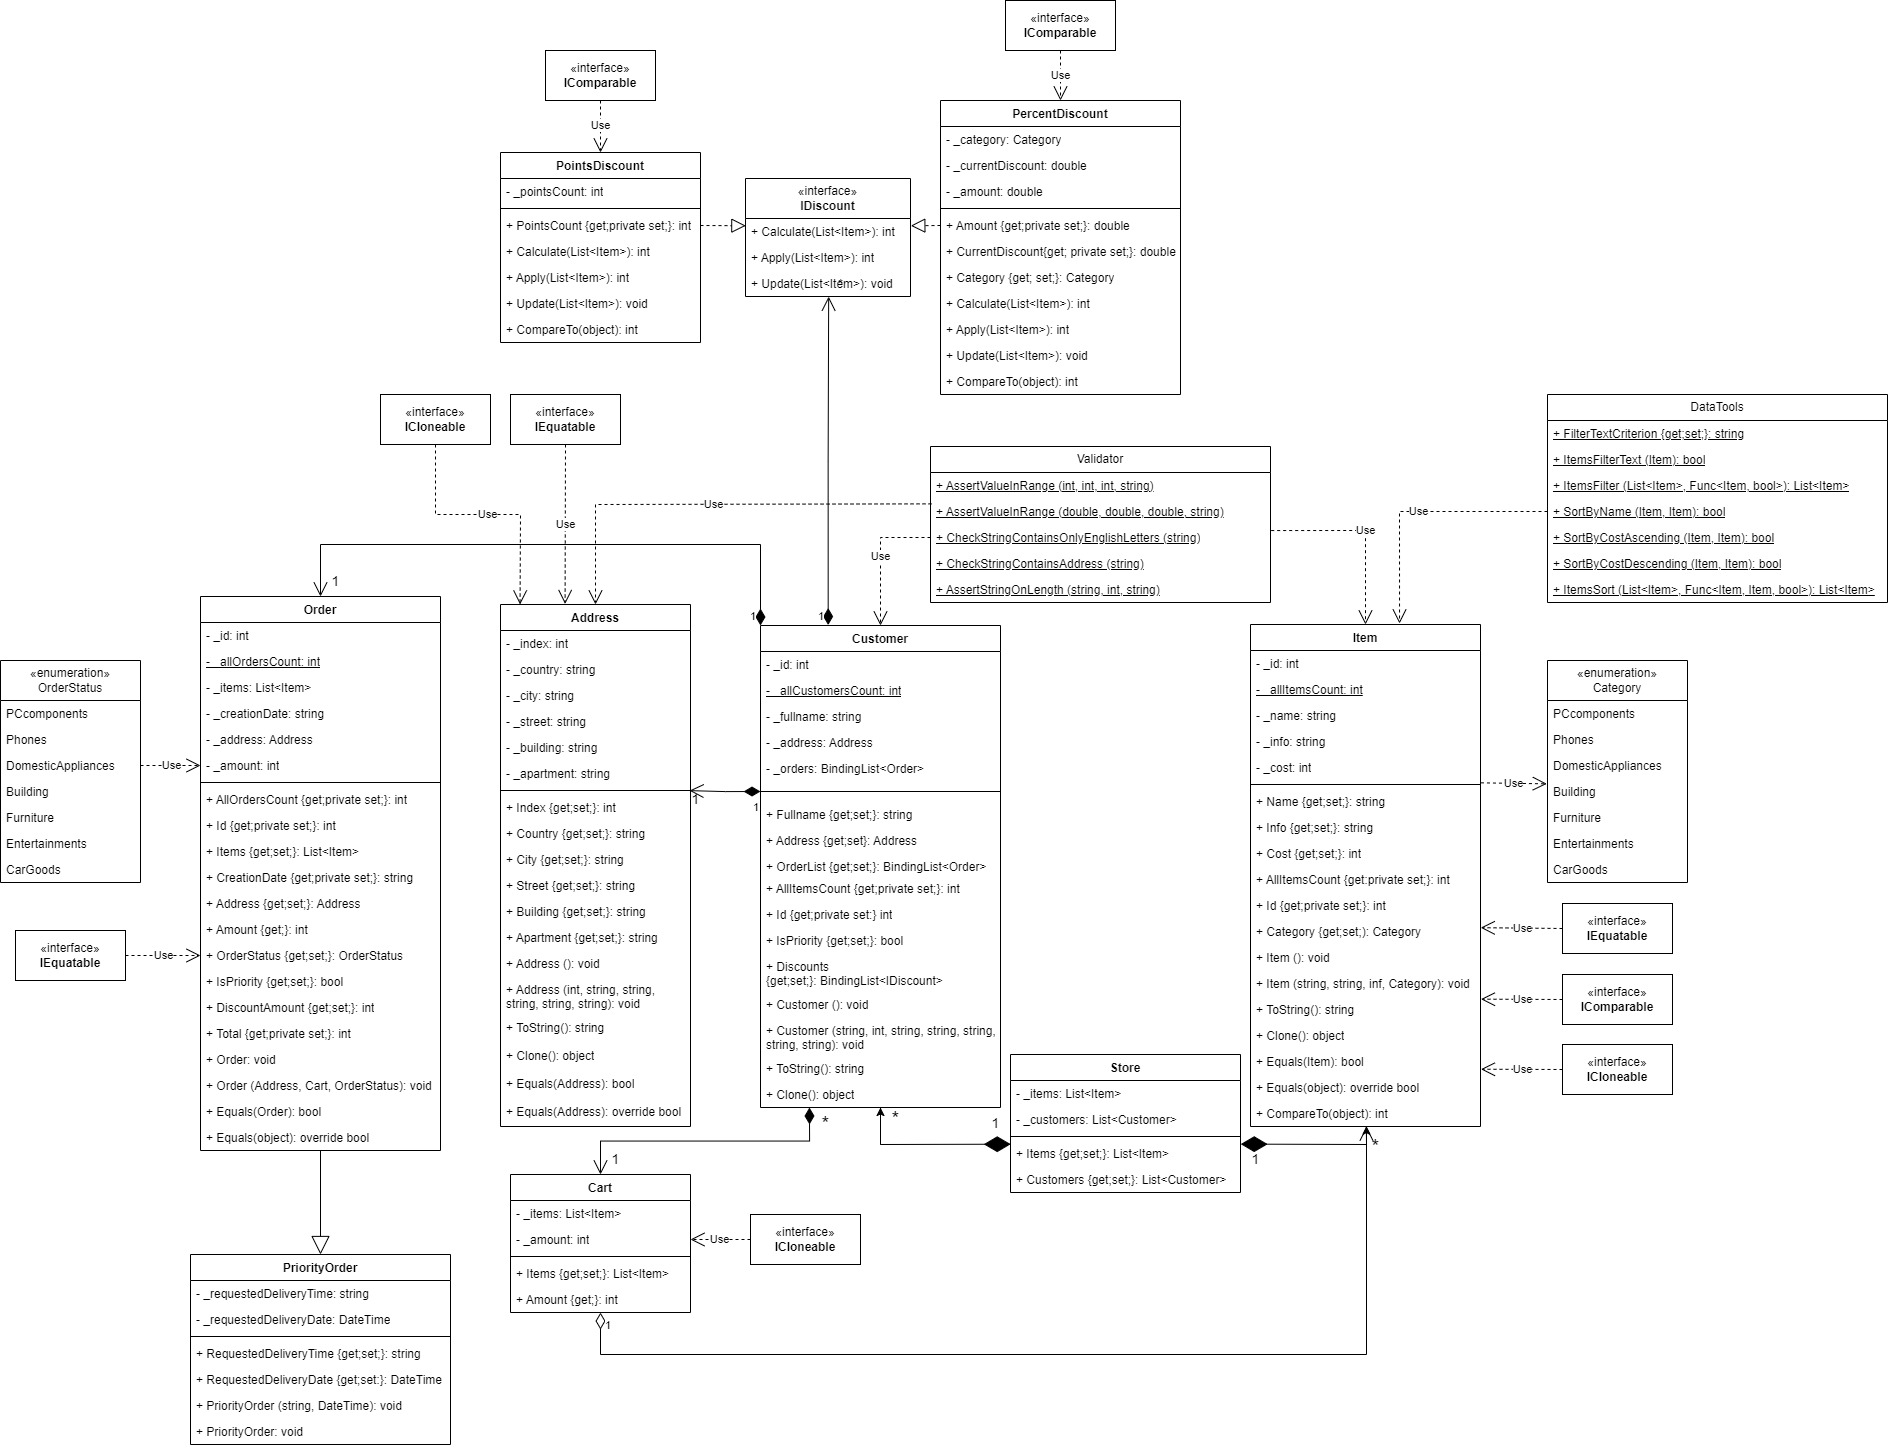 «interface»
IComparable
Use
«interface»
IComparable
Use
PercentDiscount
- _category: Category
- _currentDiscount: double
- _amount: double
+ Amount {get;private set;}: double
+ CurrentDiscount{get; private set;}: double
+ Category {get; set;}: Category
+ Calculate(List<Item>): int
+ Apply(List<Item>): int
+ Update(List<Item>): void
+ CompareTo(object): int
PointsDiscount
- _pointsCount: int
+ PointsCount {get;private set;}: int
+ Calculate(List<Item>): int
+ Apply(List<Item>): int
+ Update(List<Item>): void
+ CompareTo(object): int
«interface»
IDiscount
+ Calculate(List<Item>): int
+ Apply(List<Item>): int
+ Update(List<Item>): void
*
«interface»
ICloneable
Use
«interface»
IEquatable
Use
Validator
+ AssertValueInRange (int, int, int, string)
+ AssertValueInRange (double, double, double, string)
+ CheckStringContainsOnlyEnglishLetters (string)
+ CheckStringContainsAddress (string)
+ AssertStringOnLength (string, int, string)
Use
Use
Use
DataTools
+ FilterTextCriterion {get;set;}: string
+ ItemsFilterText (Item): bool
+ ItemsFilter (List<Item>, Func<Item, bool>): List<Item>
+ SortByName (Item, Item): bool
+ SortByCostAscending (Item, Item): bool
+ SortByCostDescending (Item, Item): bool
+ ItemsSort (List<Item>, Func<Item, Item, bool>): List<Item>
Use
1
1
1
«enumeration»
OrderStatus
PCcomponents
Phones
DomesticAppliances
Building
Furniture
Entertainments
CarGoods
Use
«interface»
IEquatable
Use
Order
- _id: int
- _allOrdersCount: int
- _items: List<Item>
- _creationDate: string
- _address: Address
- _amount: int
+ AllOrdersCount {get;private set;}: int
+ Id {get;private set;}: int
+ Items {get;set;}: List<Item>
+ CreationDate {get;private set;}: string
+ Address {get;set;}: Address
+ Amount {get;}: int
+ OrderStatus {get;set;}: OrderStatus
+ IsPriority {get;set;}: bool
+ DiscountAmount {get;set;}: int
+ Total {get;private set;}: int
+ Order: void
+ Order (Address, Cart, OrderStatus): void
+ Equals(Order): bool
+ Equals(object): override bool
Address
- _index: int
- _country: string
- _city: string
- _street: string
- _building: string
- _apartment: string
+ Index {get;set;}: int
+ Country {get;set;}: string
+ City {get;set;}: string
+ Street {get;set;}: string
+ Building {get;set;}: string
+ Apartment {get;set;}: string
+ Address (): void
+ Address (int, string, string,
string, string, string): void
+ ToString(): string
+ Clone(): object
+ Equals(Address): bool
+ Equals(Address): override bool
1
1
Customer
- _id: int
- _allCustomersCount: int
- _fullname: string
- _address: Address
- _orders: BindingList<Order>
+ Fullname {get;set;}: string
+ Address {get;set}: Address
+ OrderList {get;set;}: BindingList<Order>
+ AllItemsCount {get;private set;}: int
+ Id {get;private set:} int
+ IsPriority {get;set;}: bool
+ Discounts
{get;set;}: BindingList<IDiscount>
+ Customer (): void
+ Customer (string, int, string, string, string,
string, string): void
+ ToString(): string
+ Clone(): object
Item
- _id: int
- _allItemsCount: int
- _name: string
- _info: string
- _cost: int
+ Name {get;set;}: string
+ Info {get;set;}: string
+ Cost {get;set;}: int
+ AllItemsCount {get:private set;}: int
+ Id {get;private set;}: int
+ Category {get;set;): Category
+ Item (): void
+ Item (string, string, inf, Category): void
+ ToString(): string
+ Clone(): object
+ Equals(Item): bool
+ Equals(object): override bool
+ CompareTo(object): int
Use
«enumeration»
Category
PCcomponents
Phones
DomesticAppliances
Building
Furniture
Entertainments
CarGoods
«interface»
IEquatable
Use
«interface»
IComparable
Use
«interface»
ICloneable
Use
Store
- _items: List<Item>
- _customers: List<Customer>
+ Items {get;set;}: List<Item>
+ Customers {get;set;}: List<Customer>
*
*
1
1
*
1
Cart
- _items: List<Item>
- _amount: int
+ Items {get;set;}: List<Item>
+ Amount {get;}: int
1
Use
«interface»
ICloneable
PriorityOrder
- _requestedDeliveryTime: string
- _requestedDeliveryDate: DateTime
+ RequestedDeliveryTime {get;set;}: string
+ RequestedDeliveryDate {get;set:}: DateTime
+ PriorityOrder (string, DateTime): void
+ PriorityOrder: void